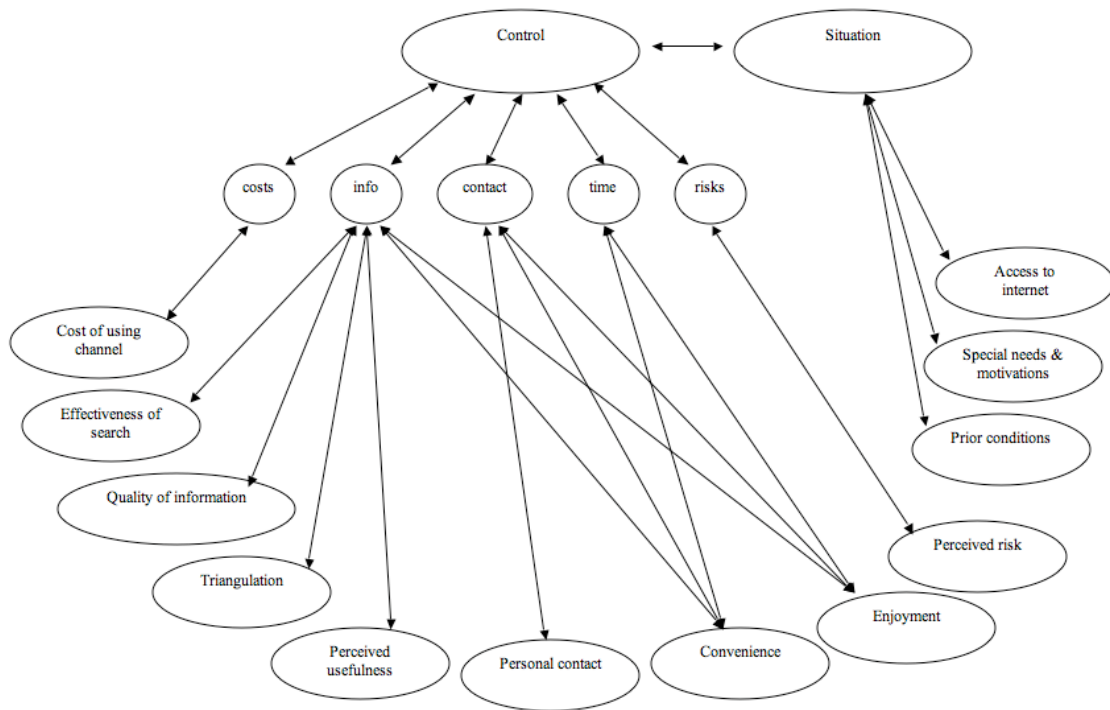 Control
Situation
costs
info
contact
time
risks
Access to
internet
Cost of using
channel
Special needs &
motivations
Effectiveness of
search
Prior conditions
Quality of information
Perceived risk
Triangulation
Enjoyment
Perceived
usefulness
Personal contact
Convenience